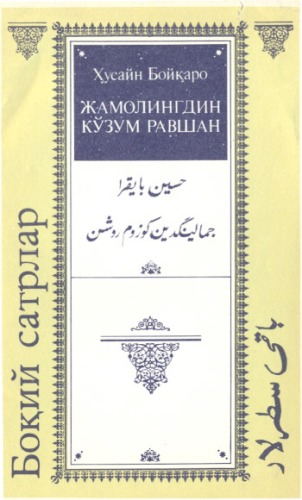 Ҳусайн Бойқаро
ЖАМОЛИНГДИН
КЎЗУМ РАВШАН
حسین بایقرا
جمالینگدین کوزوم روشن
Боқий сатрлар
باقی سطرلار